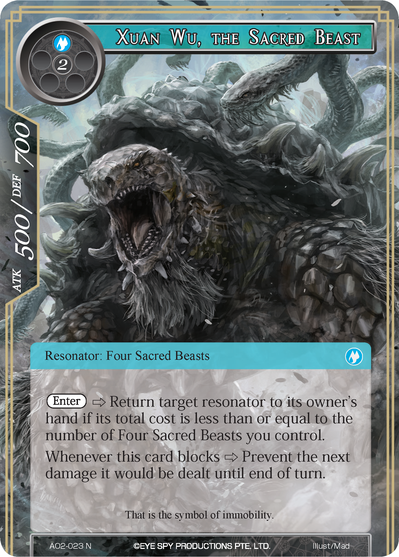 Xuan Wu, the Sacred Beast
2
ATK 500/DEF 700
Resonator: Four Sacred Beasts
Enter ⇨ Return target resonator to its owner's
hand if its total cost is less than or equal to the
number of Four Sacred Beasts you control.
Whenever this card blocks ⇨ Prevent the next
damage it would be dealt until end of turn.
That is the symbol of immobility.
A02-023 N
©EYE SPY PRODUCTIONS PTE. LTD.
Illust/Mad